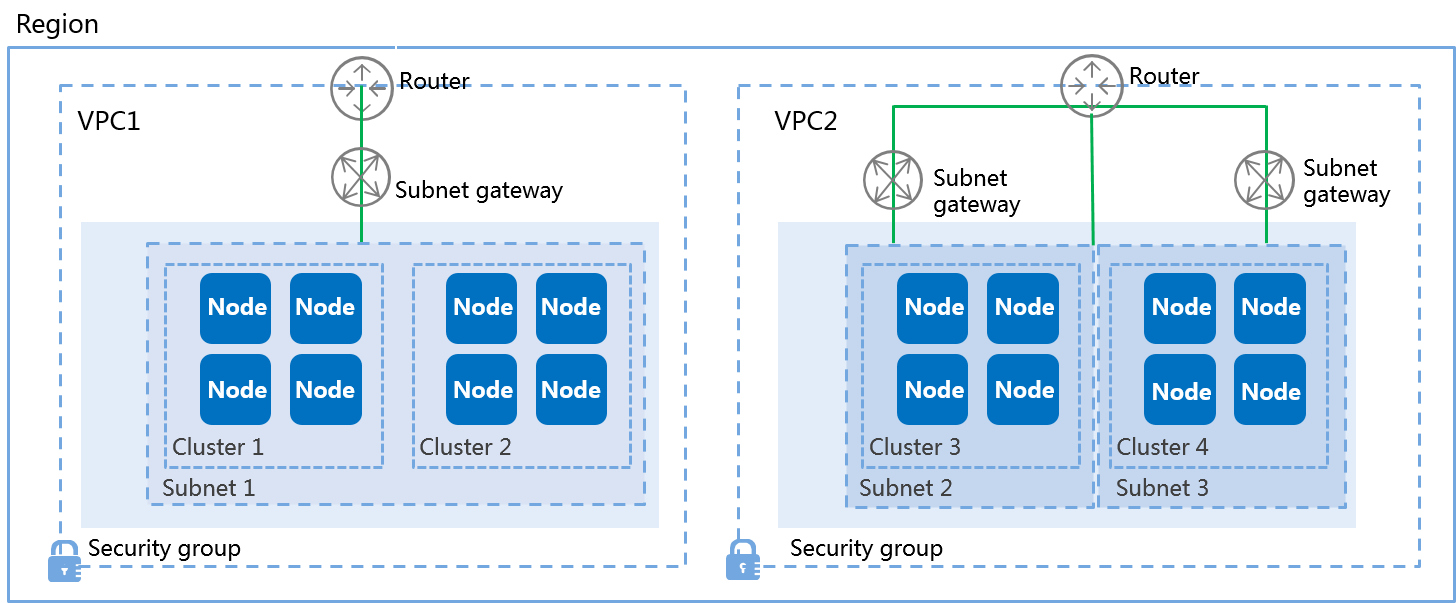 Region
Router
VPC1
Subnet gateway
Node Node Node Node
Node Node Node Node
Cluster 1
Cluster 2
Subnet 1
Security group
Router
VPC2
Subnet
gateway
Subnet
gateway
Node Node Node Node
Node Node Node Node
Cluster 3
Cluster 4
Subnet 2
Subnet 3
Security group